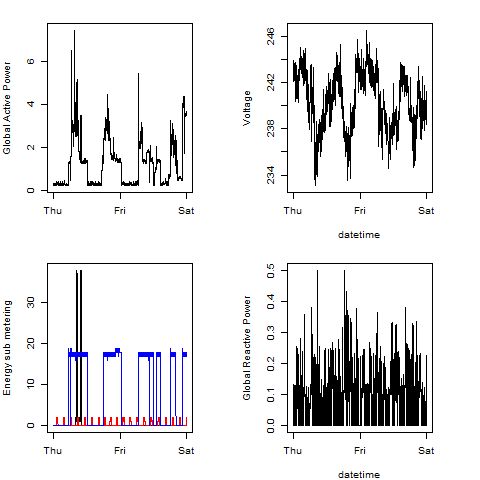 Global Active Power
0 2 4 6
Thu Fri Sat
Voltage
234 238 242 246
Thu Fri Sat
datetime
Energy sub metering
0 10 20 30
Thu Fri Sat
Global Reactive Power
0.0 0.1 0.2 0.3 0.4 0.5
Thu Fri Sat
datetime